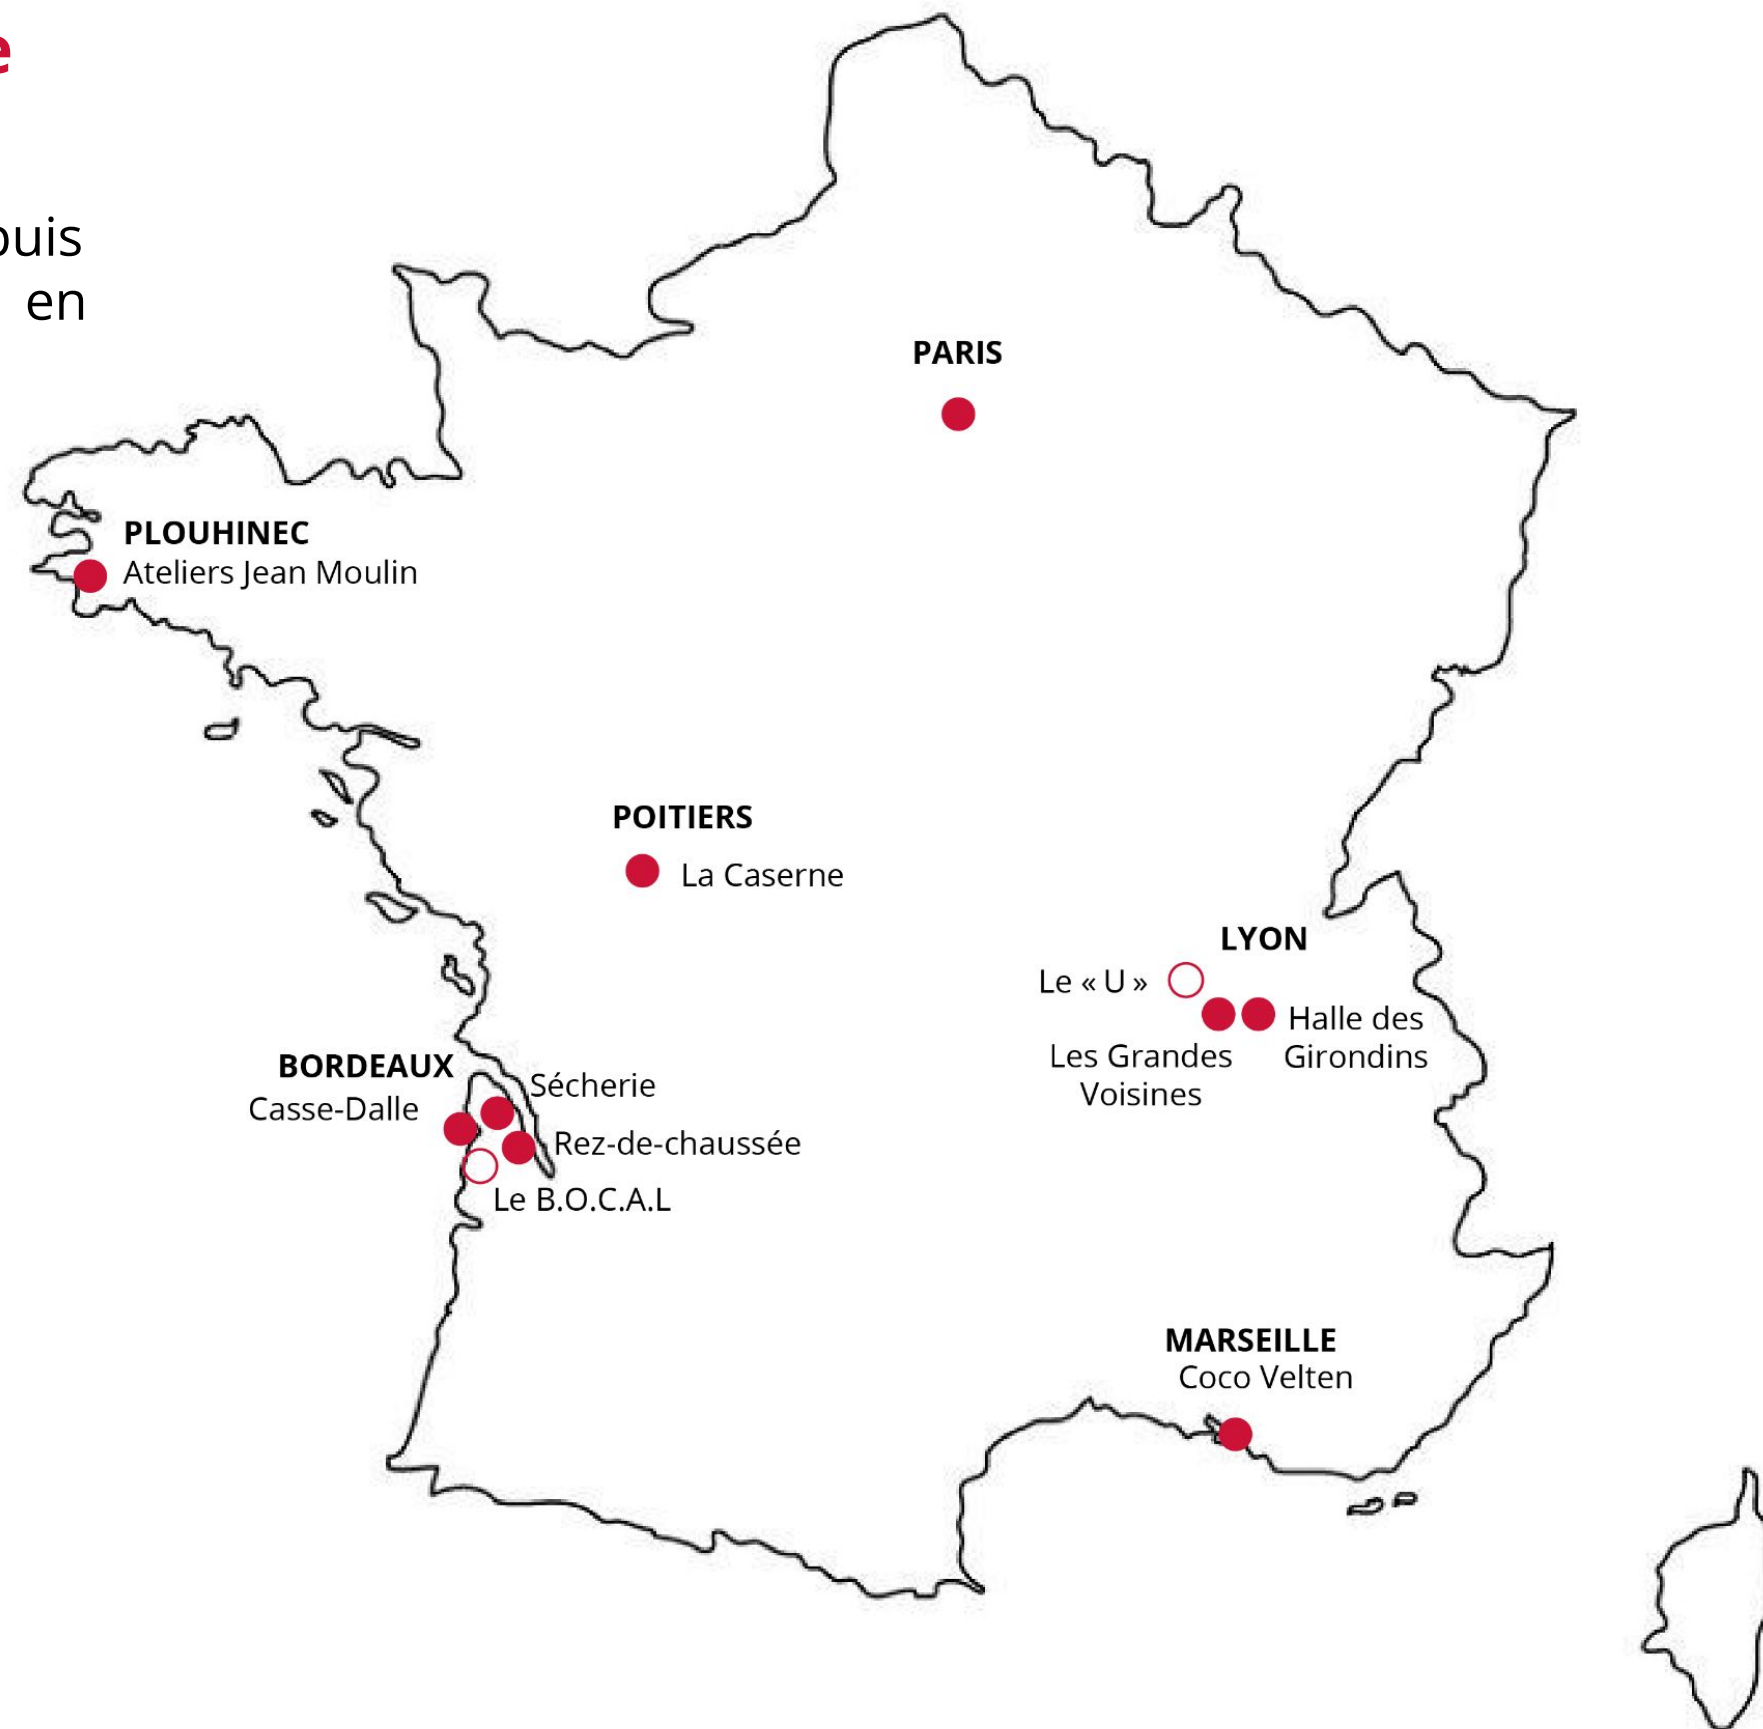 e
puis
en
PARIS
PLOUHINEC
Ateliers Jean Moulin
POITIERS
La Caserne
LYON
Le « U »
Halle des
Girondins
Les Grandes
Voisines
BORDEAUX
Casse-Dalle
Sécherie
Rez-de-chaussée
Le B.O.C.A.L
MARSEILLE
Coco Velten